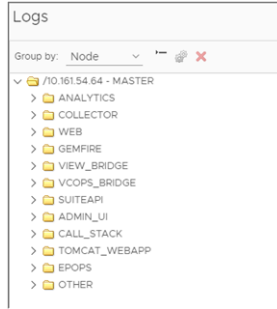 Logs
Group by: Node
/10.161.54.64 - MASTER
ANALYTICS
COLLECTOR
WEB
GEMFIRE
VIEW_BRIDGE
VCOPS_BRIDGE
SUITEAPI
ADMIN_UI
CALL_STACK
TOMCAT_WEBAPP
EPOPS
OTHER